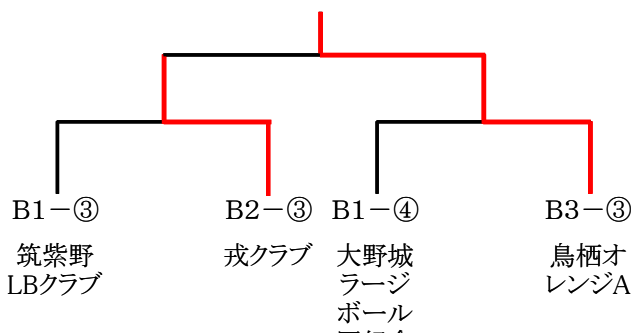 B1-③ B2-③ B1-④ B3-③
筑紫野 戎クラブ 大野城 鳥栖オ
LBクラブ ラージ レンジA
ボール